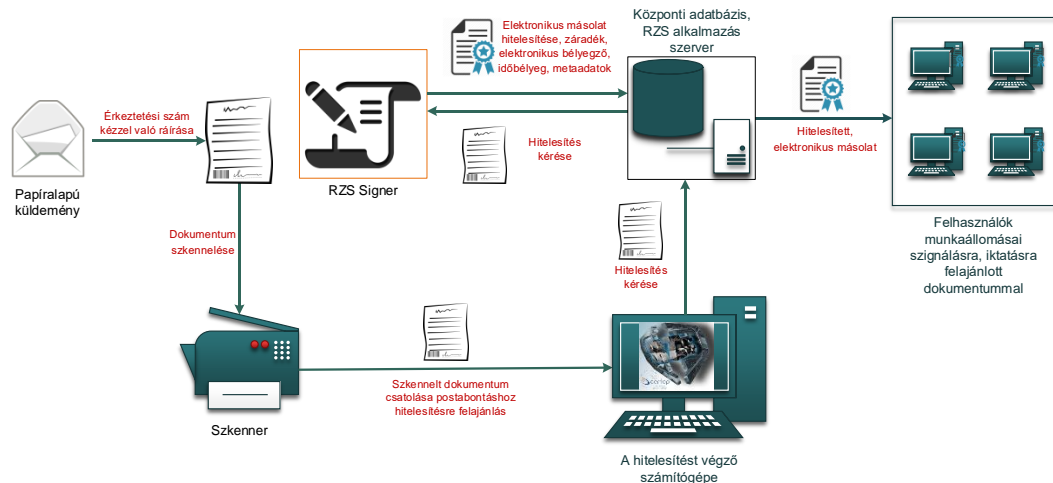 Elektronikus másolat
hitelesítése, záradék,
elektronikus bélyegző,
időbélyeg, metaadatok
Központi adatbázis,
RZS alkalmazás
szerver
Érkeztetési szám
kézzel való ráírása
Papíralapú
küldemény
RZS Signer
Hitelesítés
kérése
Hitelesített,
elektronikus másolat
Dokumentum
szkennelése
Hitelesítés
kérése
Felhasználók
munkaállomásai
szignálásra, iktatásra
felajánlott
dokumentummal
Szkennelt dokumentum
csatolása postabontáshoz
hitelesítésre felajánlás
Szkenner
A hitelesítést végző
számítógépe